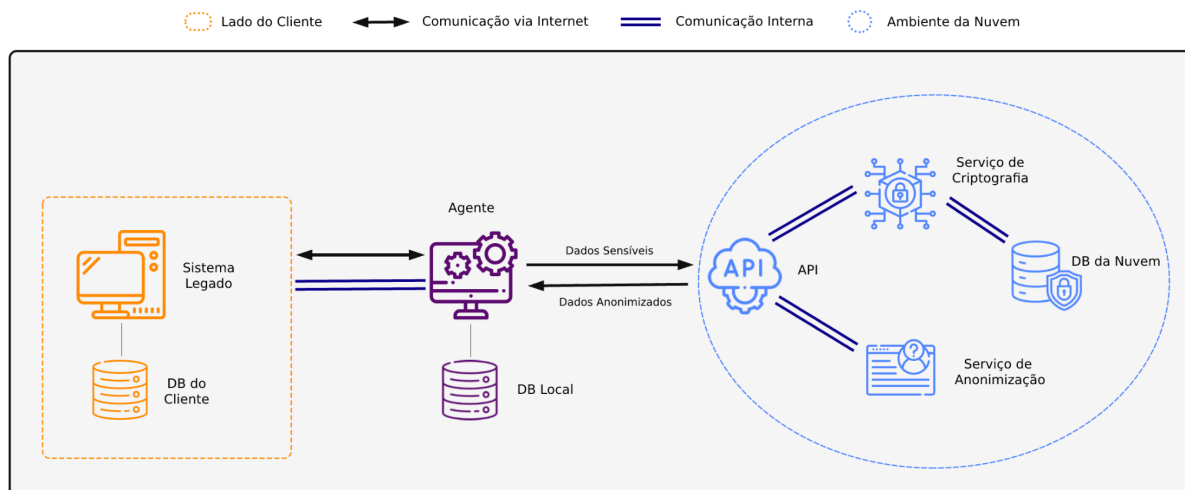 Lado do Cliente
Comunicação via Internet
Comunicação Interna
Ambiente da Nuvem
Serviço de
Criptografia
Agente
Dados Sensíveis
API
API
DB da Nuvem
Sistema
Legado
Dados Anonimizados
Serviço de
Anonimização
DB do
Cliente
DB Local